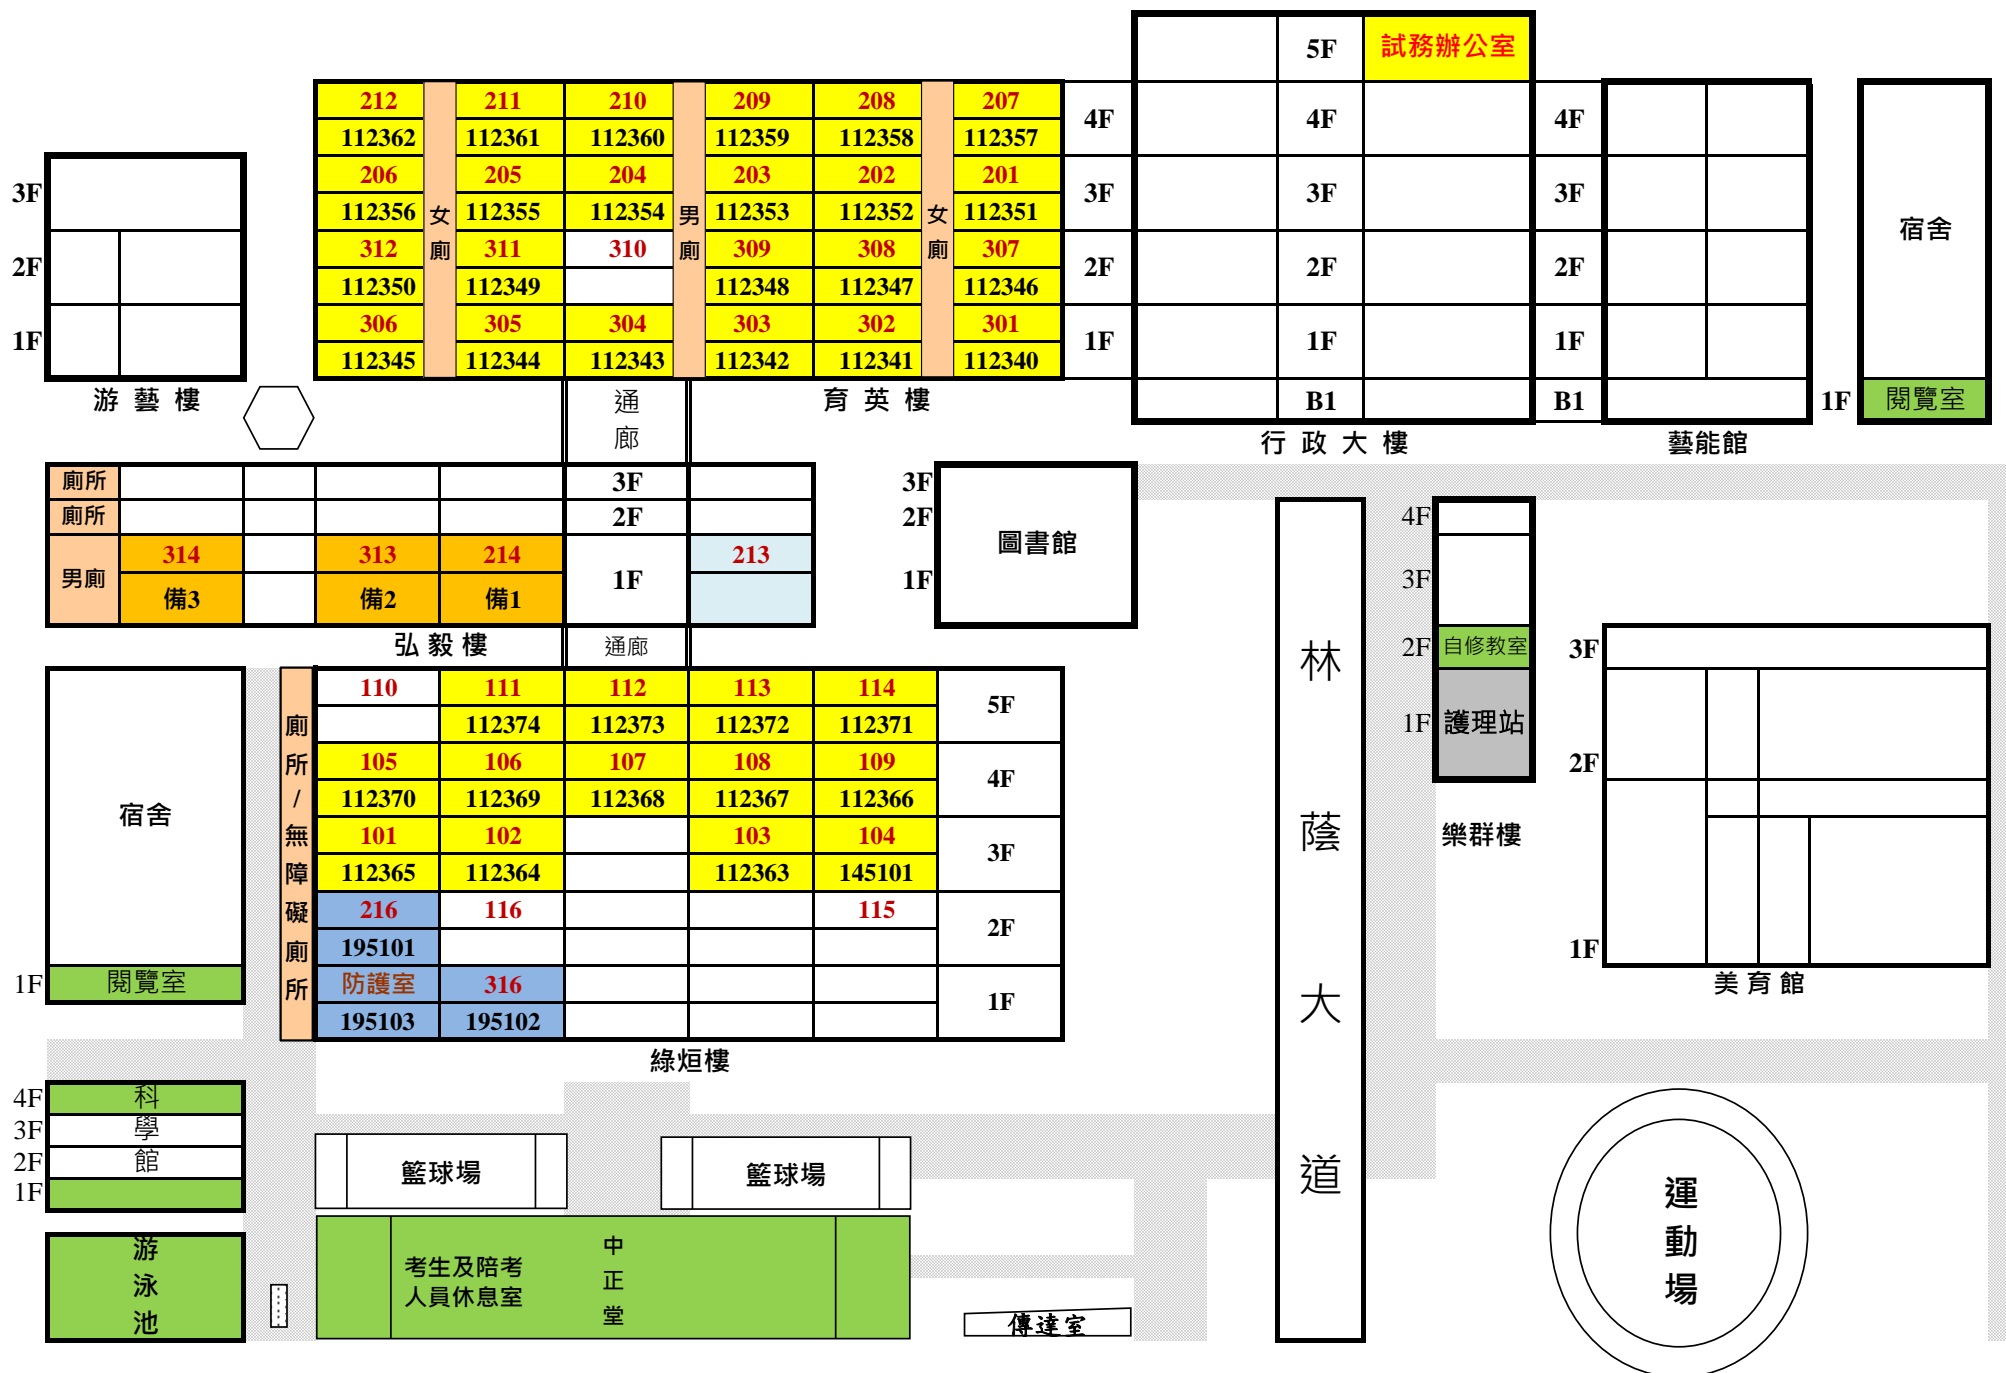 5F 試務辦公室
212 211 210 209 208 207
4F 4F 4F
112362 112361 112360 112359 112358 112357
206 205 204 203 202 201
3F 3F 3F 3F
112356 112355 112354 112353 112352 112351
女廁 男廁 女廁
宿舍
312 311 310 309 308 307
2F 2F 2F 2F
112350 112349 112348 112347 112346
306 305 304 303 302 301
1F 1F 1F 1F
112345 112344 112343 112342 112341 112340
游藝樓 通廊 育英樓 B1 B1 1F 閱覽室
行政大樓 藝能館
廁所 3F 3F
廁所 2F 2F 4F
314 313 214 213
男廁 1F 1F 圖書館 3F
備3 備2 備1
弘毅樓 通廊 2F 自修教室 3F
110 111 112 113 114
5F
112374 112373 112372 112371
1F 護理站
105 106 107 108 109
4F 2F
112370 112369 112368 112367 112366
宿舍
廁所/無障礙廁所
樂群樓
101 102 103 104
3F
112365 112364 112363 145101
216 116 115
2F
195101
1F
1F 閱覽室 防護室 316
1F
195103 195102
美育館
綠烜樓
林蔭大道
4F 科
3F 學
2F 館
1F
籃球場 籃球場
游泳池
考生及陪考
人員休息室
中正堂
傳達室
運動場